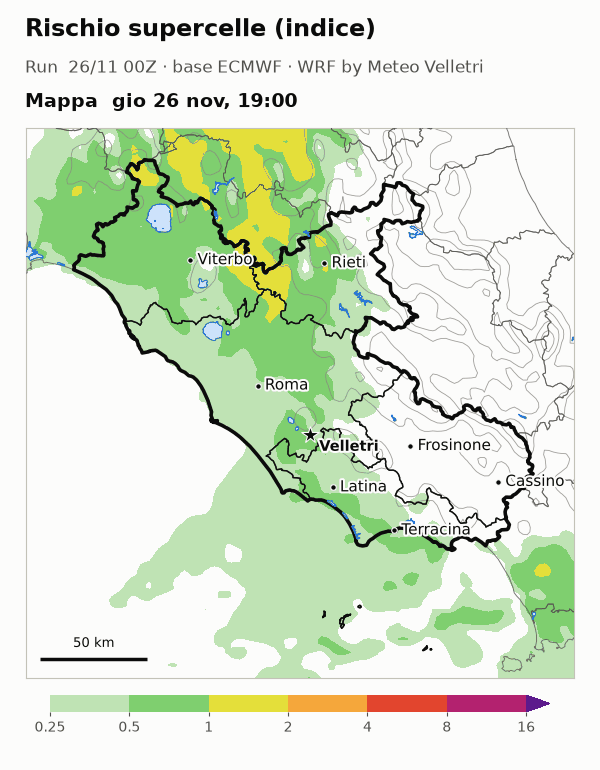 Rischio supercelle (indice)
Run  26/11 00Z · base ECMWF · WRF by Meteo Velletri
Mappa  gio 26 nov, 19:00
Viterbo
Rieti
Roma
Velletri
Frosinone
Latina
Cassino
Terracina
50 km
0.25 0.5 1 2 4 8 16